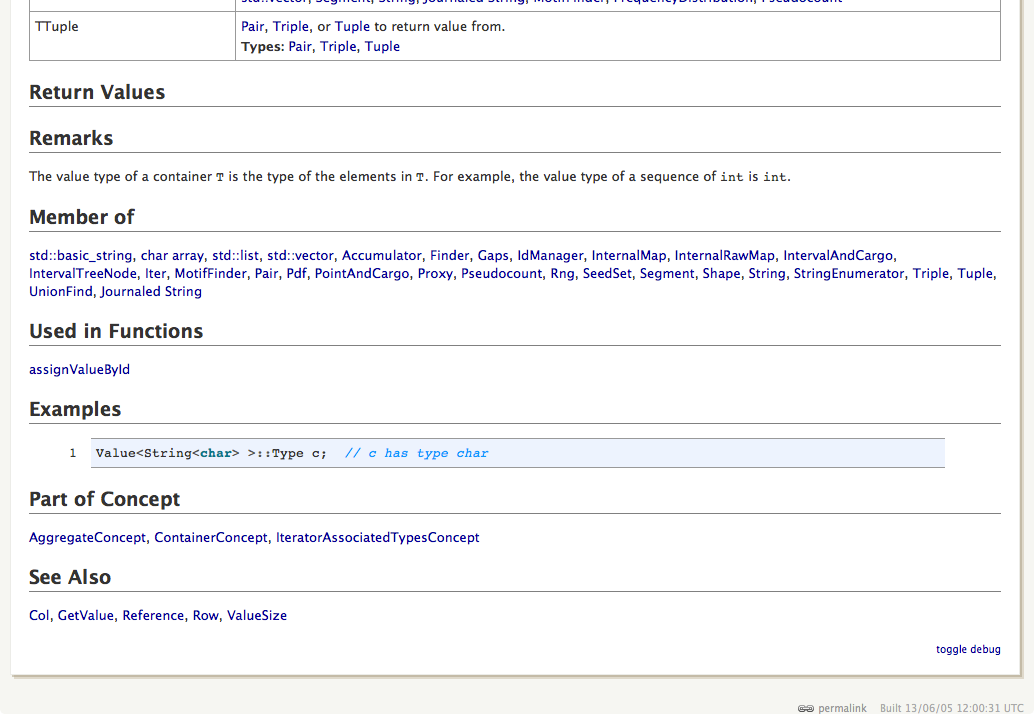 std::vector, Segment, String, Journaled String, MotifFinder, FrequencyDistribution, Pseudocount
TTuple
Pair, Triple, or Tuple to return value from.
Types: Pair, Triple, Tuple
Return Values
Remarks
The value type of a container T is the type of the elements in T. For example, the value type of a sequence of int is int.
Member of
std::basic_string, char array, std::list, std::vector, Accumulator, Finder, Gaps, IdManager, InternalMap, InternalRawMap, IntervalAndCargo,
IntervalTreeNode, Iter, MotifFinder, Pair, Pdf, PointAndCargo, Proxy, Pseudocount, Rng, SeedSet, Segment, Shape, String, StringEnumerator, Triple, Tuple,
UnionFind, Journaled String
Used in Functions
assignValueById
Examples
1 Value<String<char> >::Type c;  // c has type char
Part of Concept
AggregateConcept, ContainerConcept, IteratorAssociatedTypesConcept
See Also
Col, GetValue, Reference, Row, ValueSize
toggle debug
permalink Built 13/06/05 12:00:31 UTC